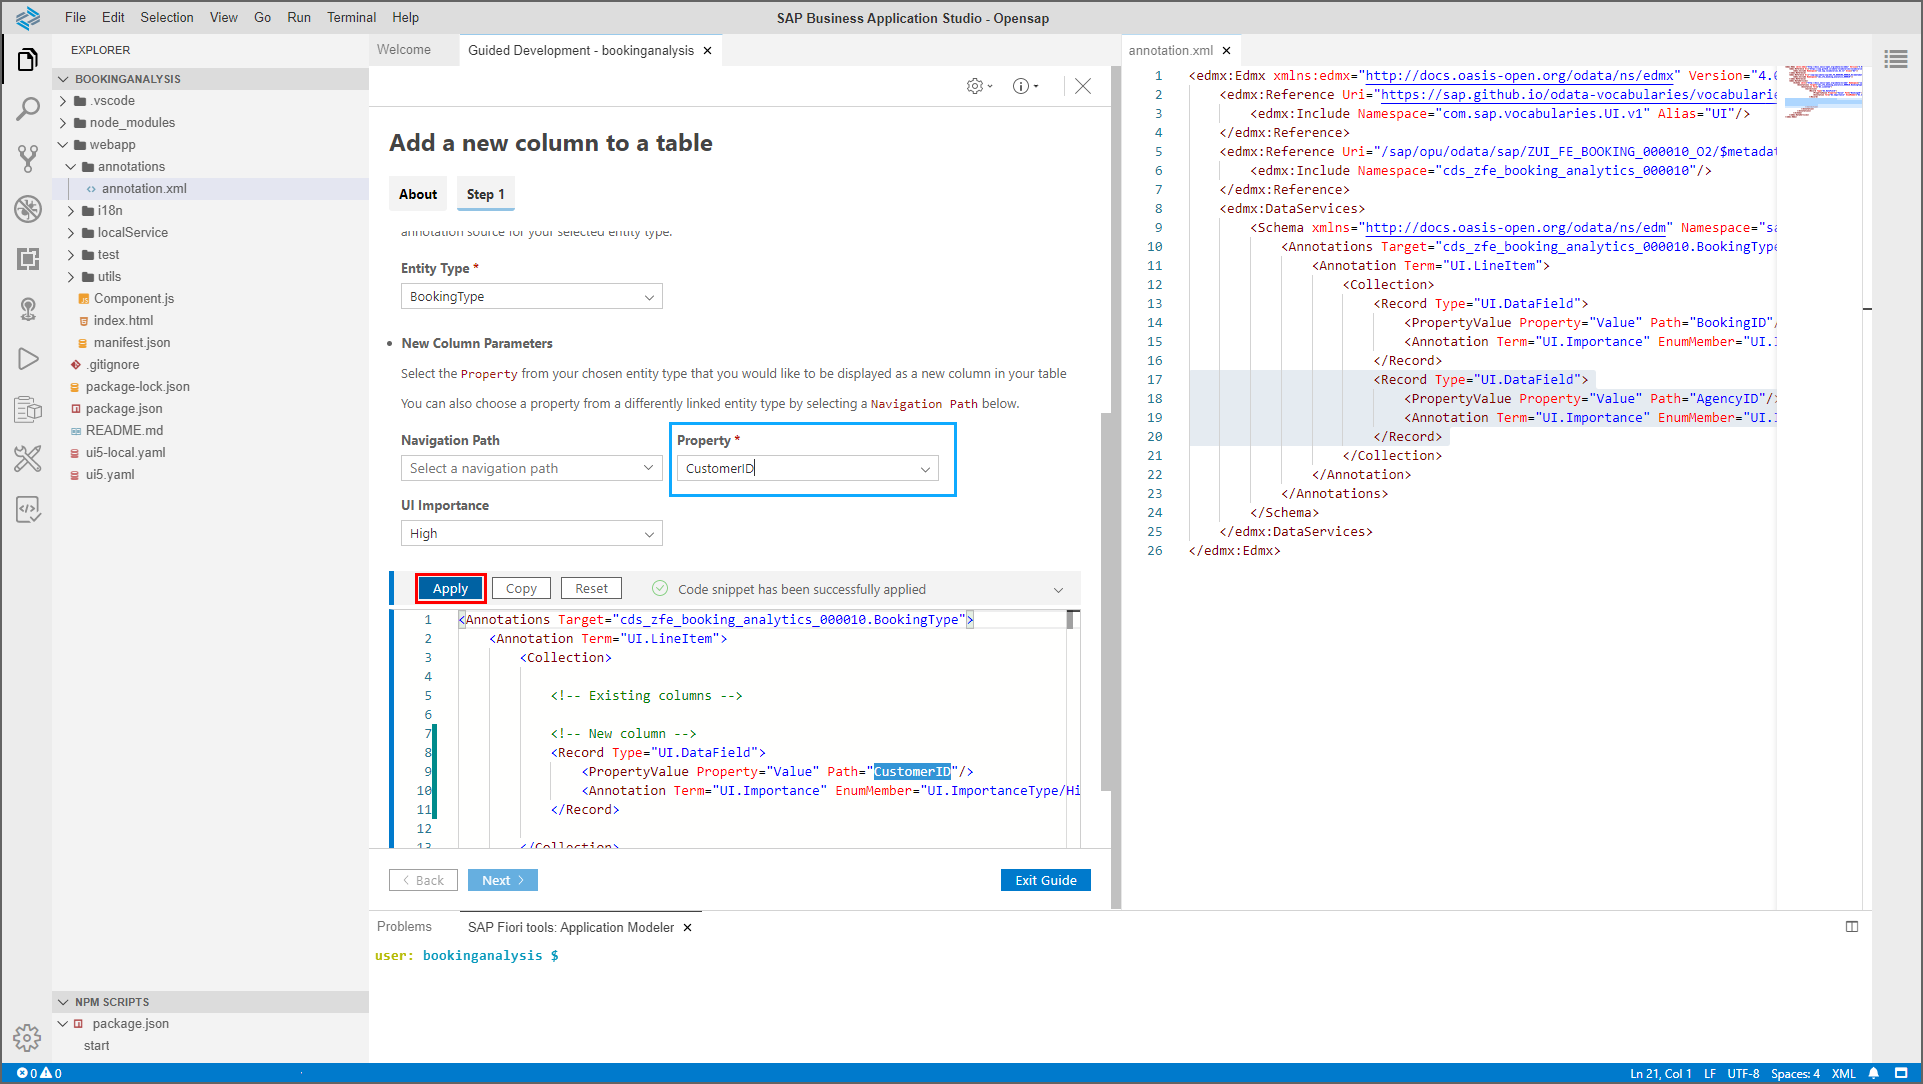 File Edit Selection View Go Run Terminal Help
SAP Business Application Studio - Opensap
EXPLORER
BOOKINGANALYSIS
.vscode
node_modules
webapp
annotations
annotation.xml
i18n
localService
test
utils
Component.js
index.html
manifest.json
.gitignore
package-lock.json
package.json
README.md
ui5-local.yaml
ui5.yaml
NPM SCRIPTS
package.json
start
Welcome
Guided Development - bookinganalysis
Add a new column to a table
About
Step 1
annotation source for your selected entity type.
Entity Type *
BookingType
• New Column Parameters
Select the Property from your chosen entity type that you would like to be displayed as a new column in your table
You can also choose a property from a differently linked entity type by selecting a Navigation Path below.
Navigation Path
Property *
Select a navigation path
CustomerID
UI Importance
High
Apply
Copy
Reset
Code snippet has been successfully applied
1 <Annotations Target="cds_zfe_booking_analytics_000010.BookingType">
2 <Annotation Term="UI.LineItem">
3 <Collection>
4
5 <!-- Existing columns -->
6
7 <!-- New column -->
8 <Record Type="UI.DataField">
9 <PropertyValue Property="Value" Path="CustomerID"/>
10 <Annotation Term="UI.Importance" EnumMember="UI.ImportanceType/Hi
11 </Record>
12
13 </Collection>
< Back
Next >
Exit Guide
annotation.xml
1 <edmx:Edmx xmlns:edmx="http://docs.oasis-open.org/odata/ns/edmx" Version="4.0
2 <edmx:Reference Uri="https://sap.github.io/odata-vocabularies/vocabularie
3 <edmx:Include Namespace="com.sap.vocabularies.UI.v1" Alias="UI"/>
4 </edmx:Reference>
5 <edmx:Reference Uri="/sap/opu/odata/sap/ZUI_FE_BOOKING_000010_O2/$metadat
6 <edmx:Include Namespace="cds_zfe_booking_analytics_000010"/>
7 </edmx:Reference>
8 <edmx:DataServices>
9 <Schema xmlns="http://docs.oasis-open.org/odata/ns/edm" Namespace="sa
10 <Annotations Target="cds_zfe_booking_analytics_000010.BookingType
11 <Annotation Term="UI.LineItem">
12 <Collection>
13 <Record Type="UI.DataField">
14 <PropertyValue Property="Value" Path="BookingID"/
15 <Annotation Term="UI.Importance" EnumMember="UI.I
16 </Record>
17 <Record Type="UI.DataField">
18 <PropertyValue Property="Value" Path="AgencyID"/>
19 <Annotation Term="UI.Importance" EnumMember="UI.I
20 </Record>
21 </Collection>
22 </Annotation>
23 </Annotations>
24 </Schema>
25 </edmx:DataServices>
26 </edmx:Edmx>
Problems
SAP Fiori tools: Application Modeler
user: bookinganalysis $
0 0
Ln 21, Col 1 LF UTF-8 Spaces: 4 XML